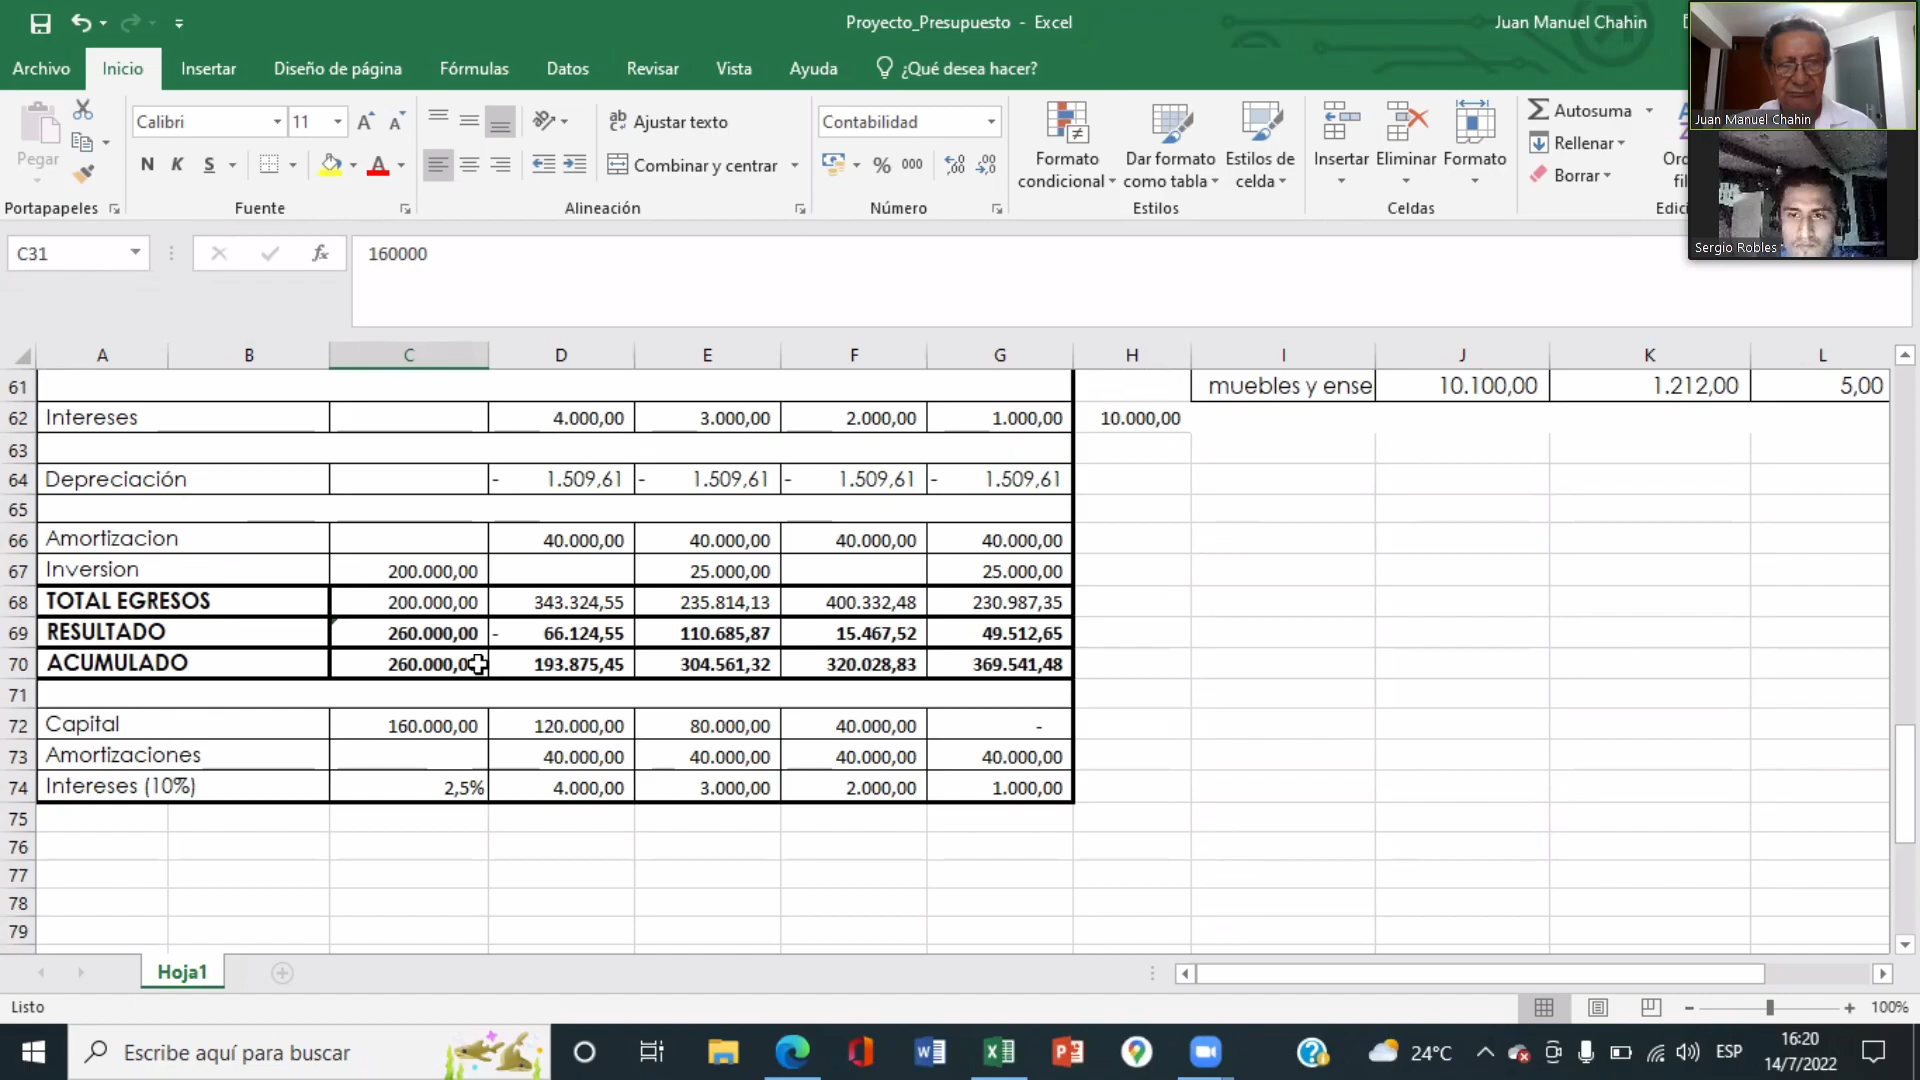 Proyecto_Presupuesto - Excel
Juan Manuel Chahin
Archivo Inicio Insertar Diseño de página Fórmulas Datos Revisar Vista Ayuda ¿Qué desea hacer?
Juan Manuel Chahin
Sergio Robles
Pegar
Calibri 11
N K S
Ajustar texto
Combinar y centrar
Contabilidad
% 000
Formato condicional
Dar formato como tabla
Estilos de celda
Insertar
Eliminar
Formato
Autosuma
Rellenar
Borrar
Portapapeles Fuente Alineación Número Estilos Celdas
C31 fx 160000
A B C D E F G H I J K L
61 muebles y ense 10.100,00 1.212,00 5,00
62 Intereses 4.000,00 3.000,00 2.000,00 1.000,00 10.000,00
63
64 Depreciación - 1.509,61 - 1.509,61 - 1.509,61 - 1.509,61
65
66 Amortizacion 40.000,00 40.000,00 40.000,00 40.000,00
67 Inversion 200.000,00 25.000,00 25.000,00
68 TOTAL EGRESOS 200.000,00 343.324,55 235.814,13 400.332,48 230.987,35
69 RESULTADO 260.000,00 - 66.124,55 110.685,87 15.467,52 49.512,65
70 ACUMULADO 260.000,00 193.875,45 304.561,32 320.028,83 369.541,48
71
72 Capital 160.000,00 120.000,00 80.000,00 40.000,00 -
73 Amortizaciones 40.000,00 40.000,00 40.000,00 40.000,00
74 Intereses (10%) 2,5% 4.000,00 3.000,00 2.000,00 1.000,00
75
76
77
78
79
Hoja1
Listo
100%
Escribe aquí para buscar
24°C
ESP
16:20
14/7/2022